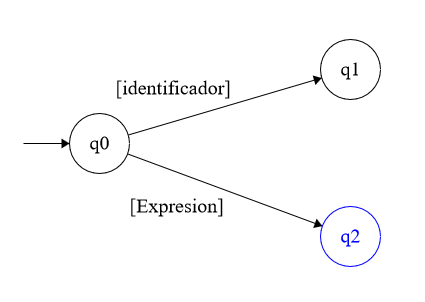 q1
[identificador]
q0
[Expresion]
q2